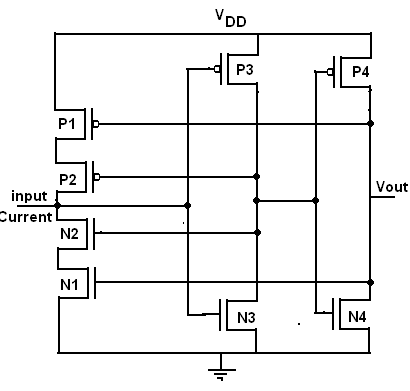 VDD
P3
P4
P1
P2
input
Current
Vout
N2
N1
N3
N4